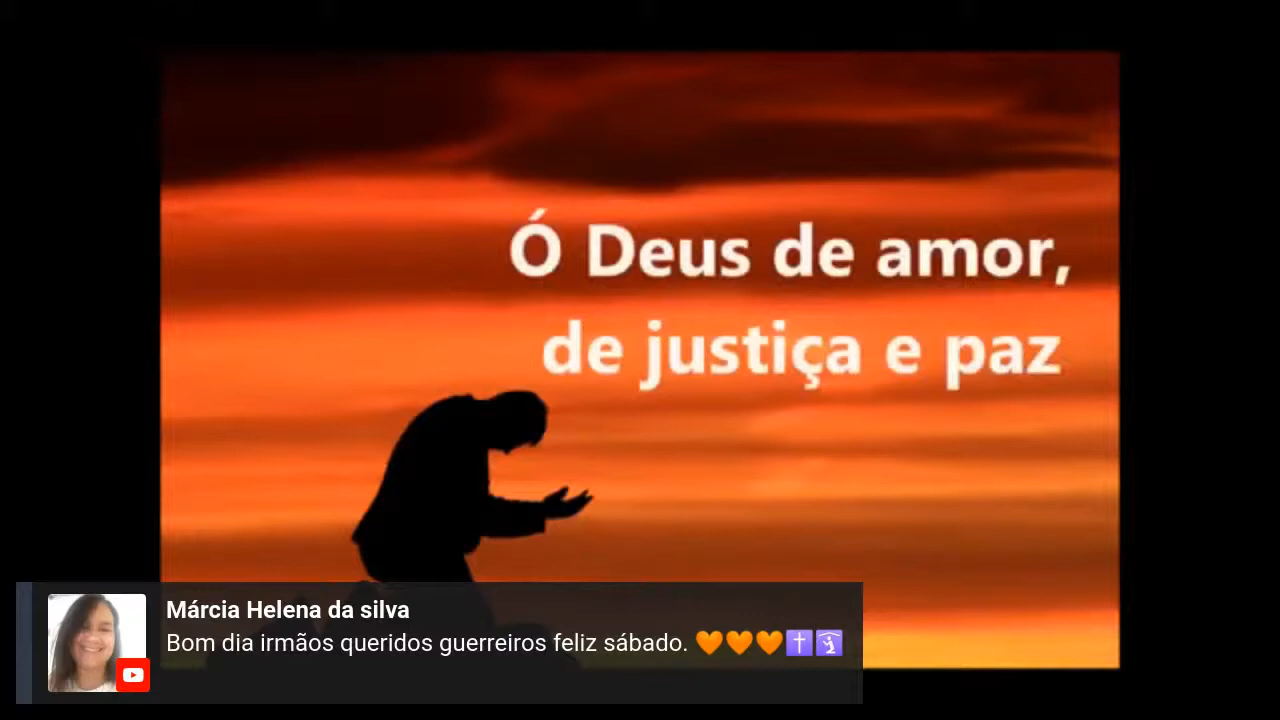 Ó Deus de amor,
de justiça e paz
Márcia Helena da silva
Bom dia irmãos queridos guerreiros feliz sábado. 🧡🧡🧡✝️🛐